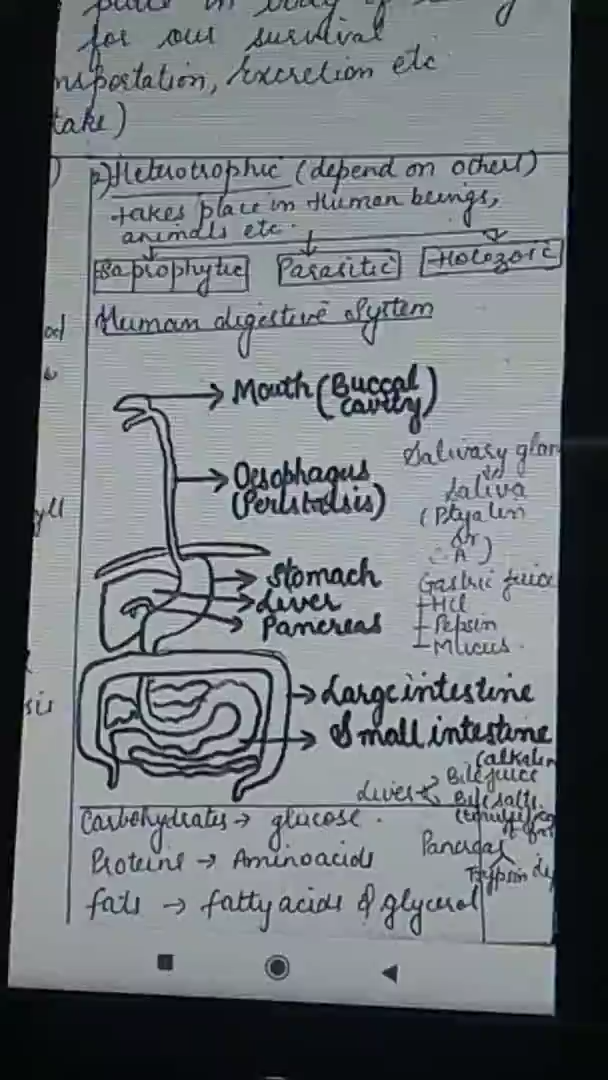 for our survival
nsportation, Excretion etc
take)
2) Heterotrophic (depend on others)
takes place in Human beings,
animals etc.
Saprophytic
Parasitic
Holozoic
Human digestive System
Mouth (Buccal
cavity)
Oesophagus
(Peristalsis)
Salivary glan
Saliva
(Ptyalin
or
A)
Stomach
Liver
Pancreas
Gastric juice
HCl
Pepsin
Mucus
Large intestine
Small intestine
(alkalin
Liver
Bile juice
Bile salts
Carbohydrates → glucose.
Proteins → Aminoacids
Pancreas
Trypsin
fats → fatty acids & glycerol